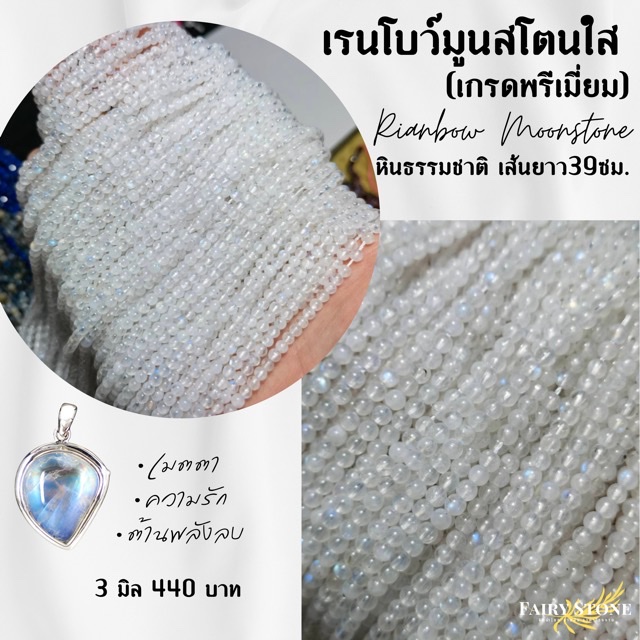 เรนโบว์มูนสโตนใส
(เกรดพรีเมี่ยม)
Rianbow Moonstone
หินธรรมชาติ เส้นยาว39ซม.
• เมตตา
• ความรัก
• ต้านพลังลบ
3 มิล 440 บาท
FAIRY STONE